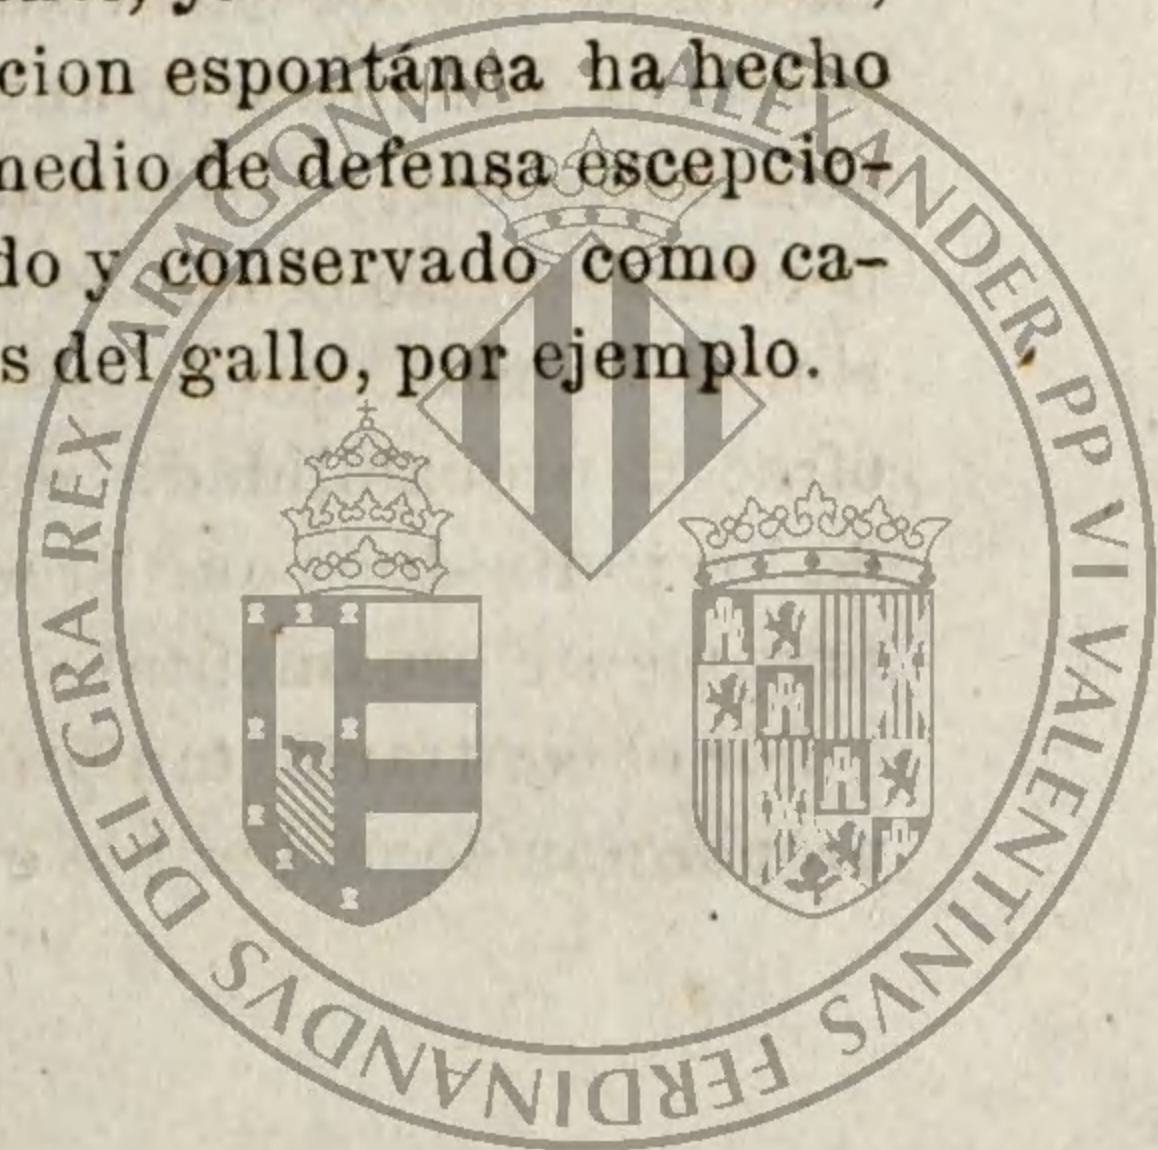 cion espontánea ha hecho
medio de defensa escepcio-
do y conservado como ca-
s del gallo, por ejemplo.
ALEXANDER PP VI VALENTINVS FERDINANDVS DEI GRA REX ARAGONVM